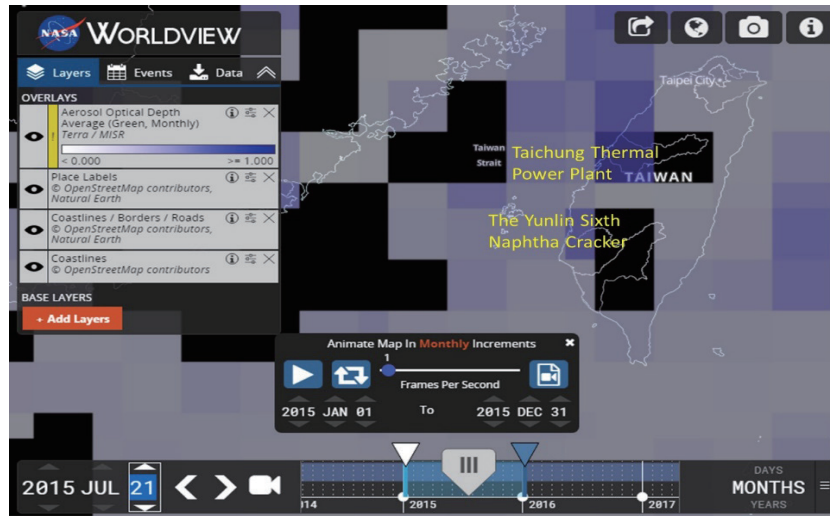 NASA WORLDVIEW
Layers Events Data
OVERLAYS
Aerosol Optical Depth
Average (Green, Monthly)
Terra / MISR
< 0.000 >= 1.000
Place Labels
© OpenStreetMap contributors,
Natural Earth
Coastlines / Borders / Roads
© OpenStreetMap contributors,
Natural Earth
Coastlines
© OpenStreetMap contributors
BASE LAYERS
+ Add Layers
Taipei City
Taiwan
Strait
Taichung Thermal
Power Plant
TAIWAN
The Yunlin Sixth
Naphtha Cracker
Animate Map In Monthly Increments
1
Frames Per Second
2015 JAN 01 To 2015 DEC 31
2015 JUL 21
14 2015 2016 2017
DAYS
MONTHS
YEARS